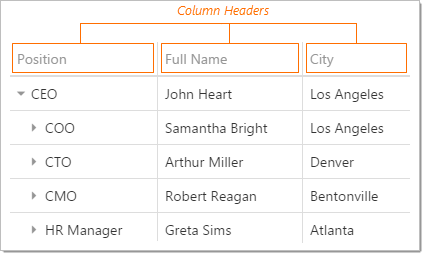 Column Headers
Position Full Name City
CEO John Heart Los Angeles
COO Samantha Bright Los Angeles
CTO Arthur Miller Denver
CMO Robert Reagan Bentonville
HR Manager Greta Sims Atlanta